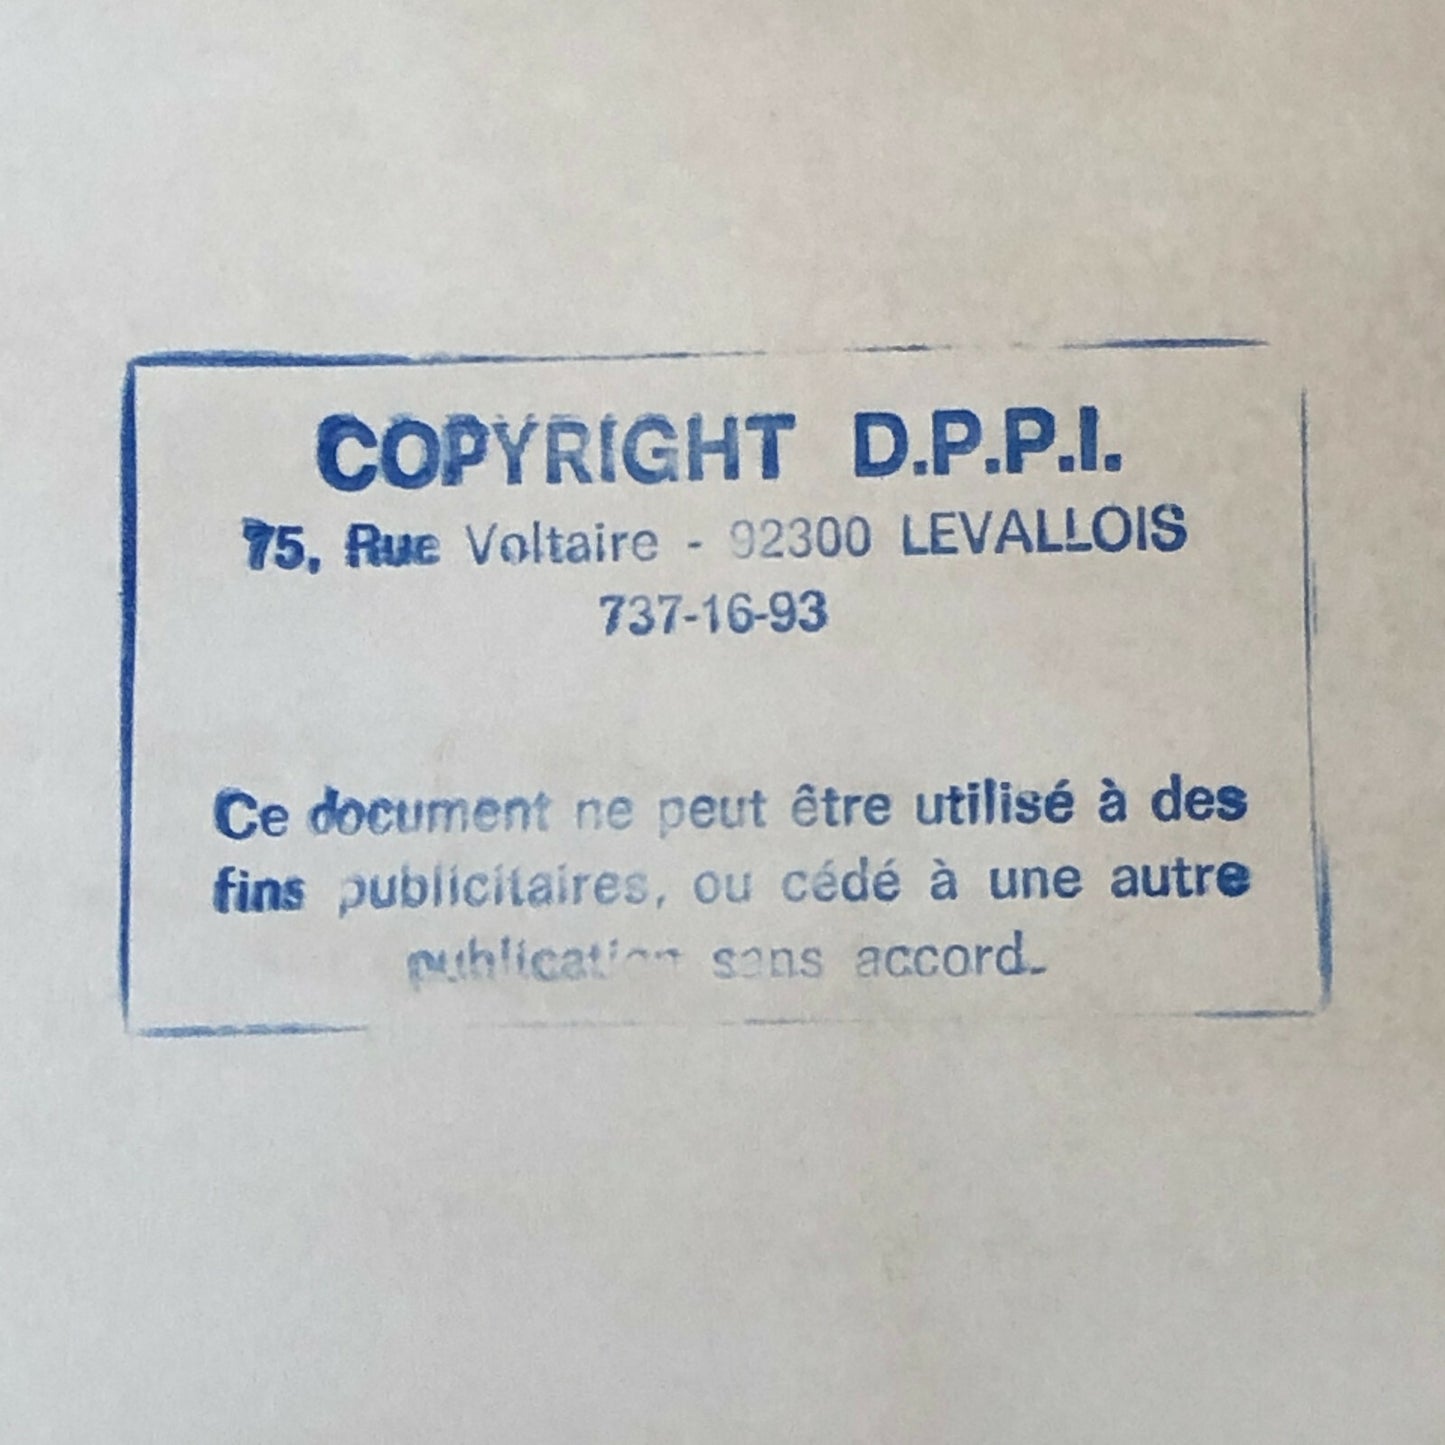 COPYRIGHT D.P.P.I.
75, Rue Voltaire - 92300 LEVALLOIS
737-16-93
Ce document ne peut être utilisé à des
fins publicitaires, ou cédé à une autre
publication sans accord.